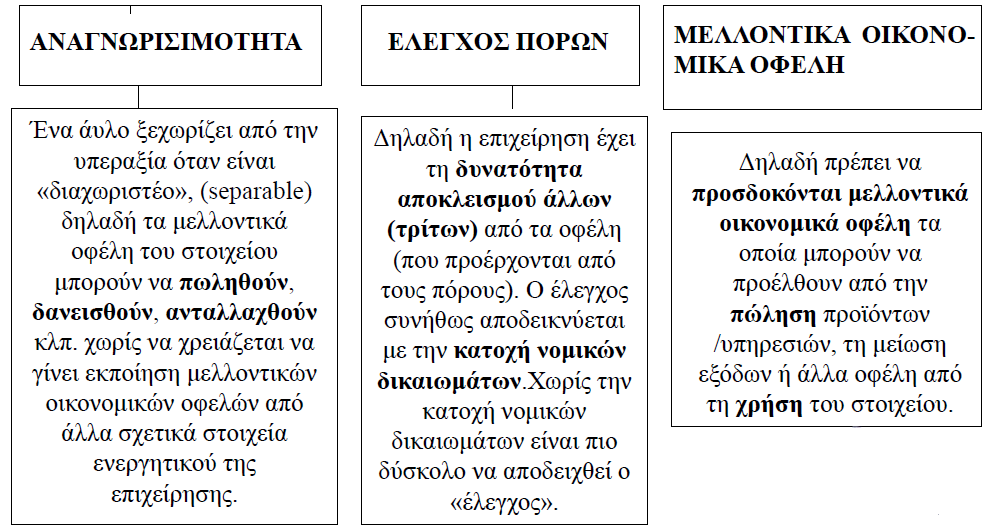 ΑΝΑΓΝΩΡΙΣΙΜΟΤΗΤΑ
Ένα άυλο ξεχωρίζει από την
υπεραξία όταν είναι
«διαχωριστέο», (separable)
δηλαδή τα μελλοντικά
οφέλη του στοιχείου
μπορούν να πωληθούν,
δανεισθούν, ανταλλαχθούν
κλπ. χωρίς να χρειάζεται να
γίνει εκποίηση μελλοντικών
οικονομικών οφελών από
άλλα σχετικά στοιχεία
ενεργητικού της
επιχείρησης.
ΕΛΕΓΧΟΣ ΠΟΡΩΝ
Δηλαδή η επιχείρηση έχει
τη δυνατότητα
αποκλεισμού άλλων
(τρίτων) από τα οφέλη
(που προέρχονται από
τους πόρους). Ο έλεγχος
συνήθως αποδεικνύεται
με την κατοχή νομικών
δικαιωμάτων.Χωρίς την
κατοχή νομικών
δικαιωμάτων είναι πιο
δύσκολο να αποδειχθεί ο
«έλεγχος».
ΜΕΛΛΟΝΤΙΚΑ ΟΙΚΟΝΟ-
ΜΙΚΑ ΟΦΕΛΗ
Δηλαδή πρέπει να
προσδοκόνται μελλοντικά
οικονομικά οφέλη τα
οποία μπορούν να
προέλθουν από την
πώληση προϊόντων
/υπηρεσιών, τη μείωση
εξόδων ή άλλα οφέλη από
τη χρήση του στοιχείου.